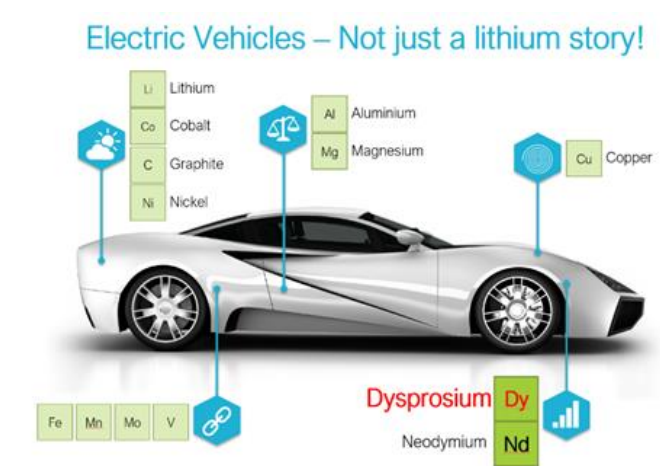 Electric Vehicles – Not just a lithium story!
Li Lithium
Co Cobalt
C Graphite
Ni Nickel
Al Aluminium
Mg Magnesium
Cu Copper
Fe Mn Mo V
Dysprosium Dy
Neodymium Nd